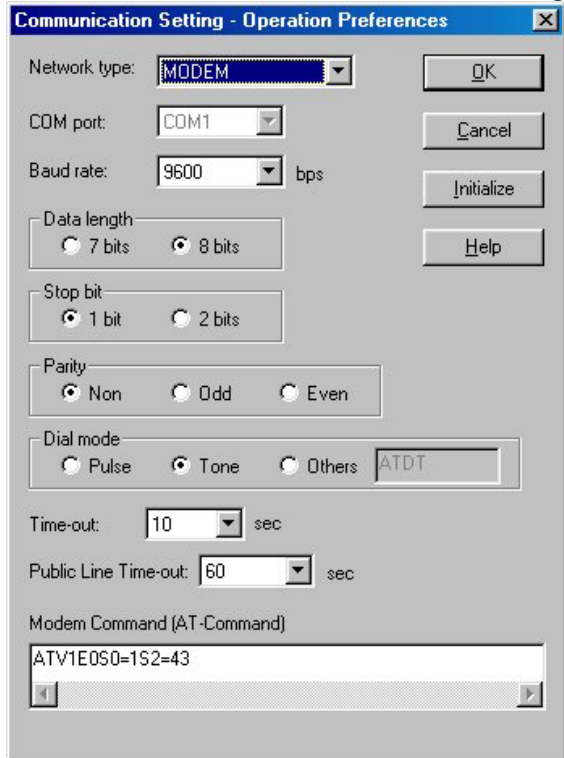 Communication Setting - Operation Preferences
Network type: MODEM
OK
COM port: COM1
Cancel
Baud rate: 9600 bps
Initialize
Data length
7 bits 8 bits
Help
Stop bit
1 bit 2 bits
Parity
Non Odd Even
Dial mode
Pulse Tone Others ATDT
Time-out: 10 sec
Public Line Time-out: 60 sec
Modem Command (AT-Command)
ATV1E0S0=1S2=43